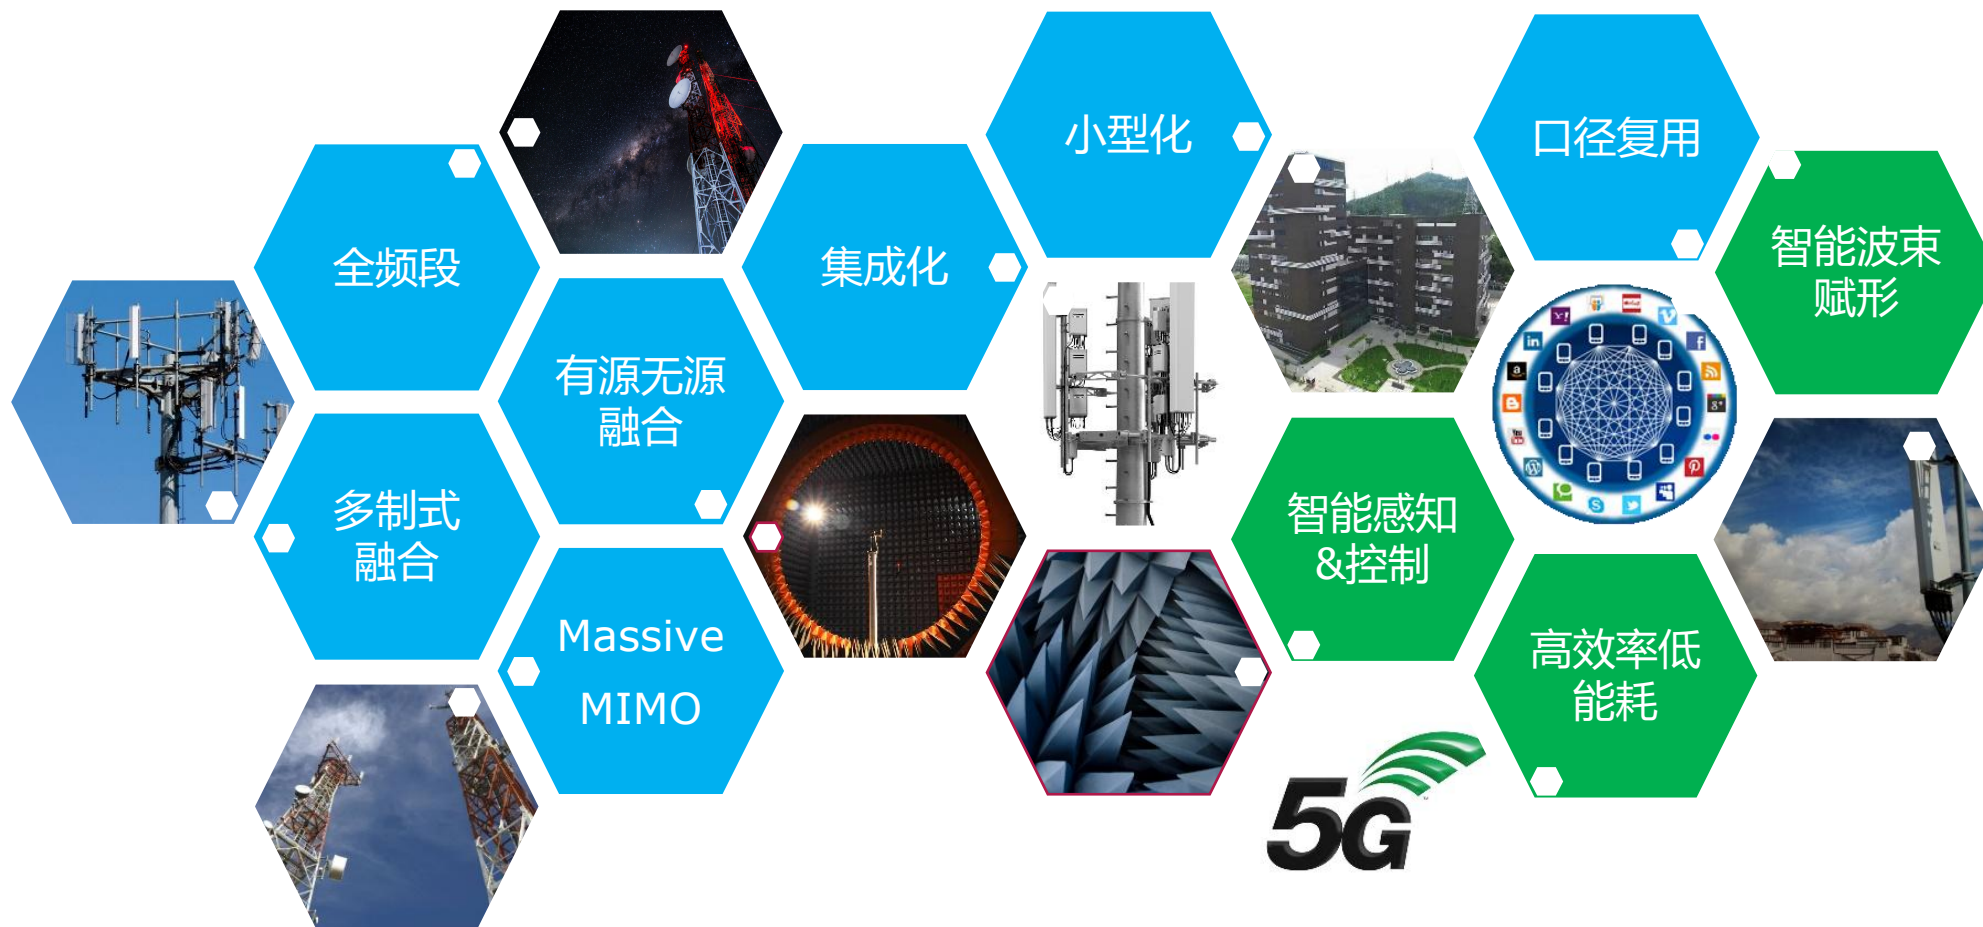 全频段
多制式
融合
有源无源
融合
Massive
MIMO
集成化
小型化
智能感知
&控制
口径复用
高效率低
能耗
智能波束
赋形
5G